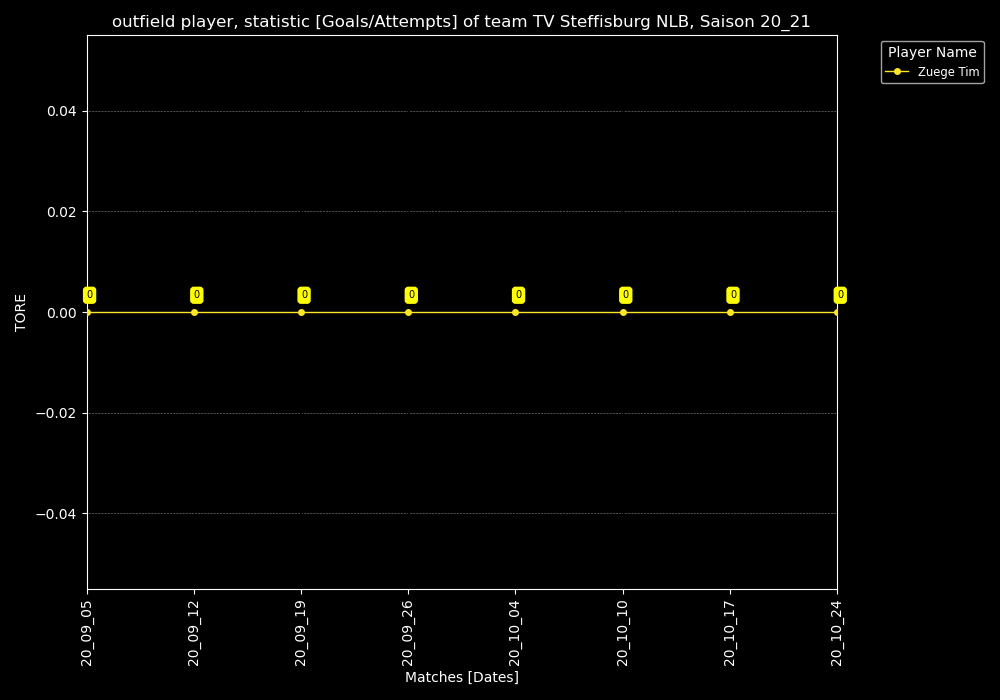 outfield player, statistic [Goals/Attempts] of team TV Steffisburg NLB, Saison 20_21
Player Name
Zuege Tim
TORE
0.04
0.02
0.00
−0.02
−0.04
0 0 0 0 0 0 0 0
20_09_05 20_09_12 20_09_19 20_09_26 20_10_04 20_10_10 20_10_17 20_10_24
Matches [Dates]